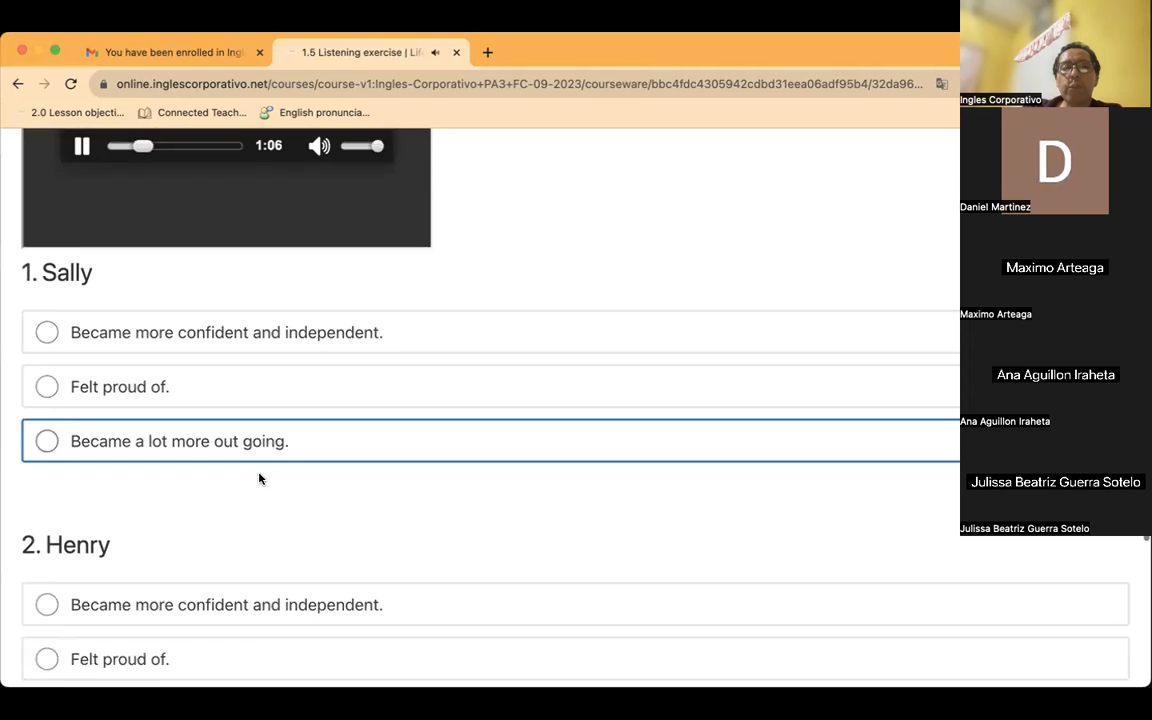 You have been enrolled in Ingl
1.5 Listening exercise | Lif
online.inglescorporativo.net/courses/course-v1:Ingles-Corporativo+PA3+FC-09-2023/courseware/bbc4fdc4305942cdbd31eea06adf95b4/32da96...
2.0 Lesson objecti...
Connected Teach...
English pronuncia...
1:06
1. Sally
Became more confident and independent.
Felt proud of.
Became a lot more out going.
2. Henry
Became more confident and independent.
Felt proud of.
Ingles Corporativo
D
Daniel Martinez
Maximo Arteaga
Maximo Arteaga
Ana Aguillon Iraheta
Ana Aguillon Iraheta
Julissa Beatriz Guerra Sotelo
Julissa Beatriz Guerra Sotelo